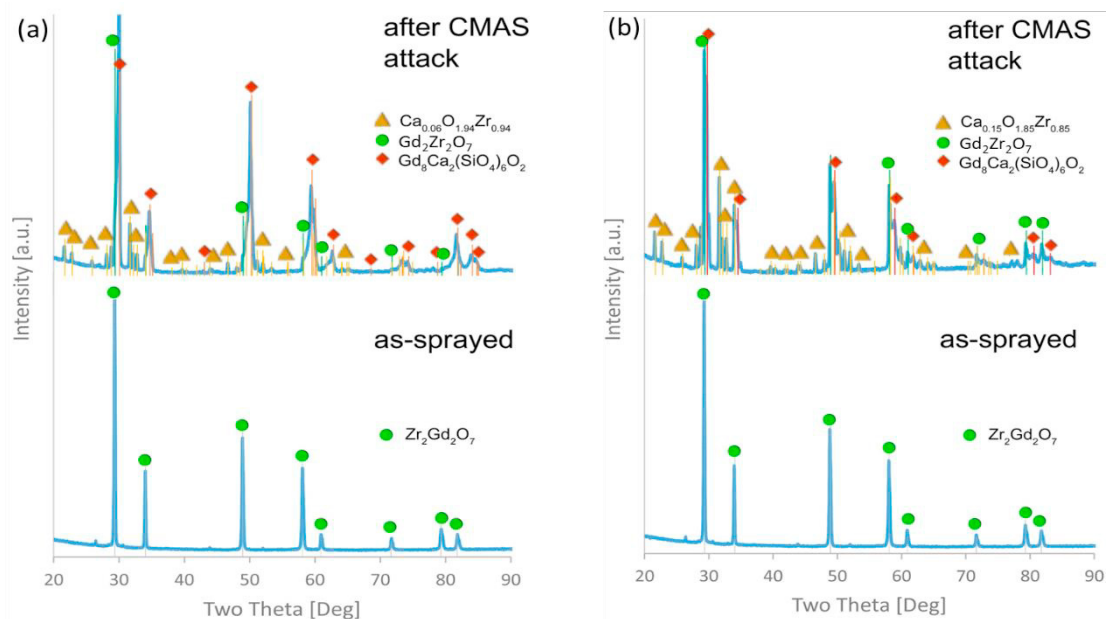 (a)
after CMAS
attack
Ca₀.₀₆O₁.₉₄Zr₀.₉₄
Gd₂Zr₂O₇
Gd₈Ca₂(SiO₄)₆O₂
as-sprayed
Zr₂Gd₂O₇
Intensity [a.u.]
Intensity [a.u.]
20 30 40 50 60 70 80 90
Two Theta [Deg]
(b)
after CMAS
attack
Ca₀.₁₅O₁.₈₅Zr₀.₈₅
Gd₂Zr₂O₇
Gd₈Ca₂(SiO₄)₆O₂
as-sprayed
Zr₂Gd₂O₇
Intensity [a.u.]
Intensity [a.u.]
20 30 40 50 60 70 80 90
Two Theta [Deg]